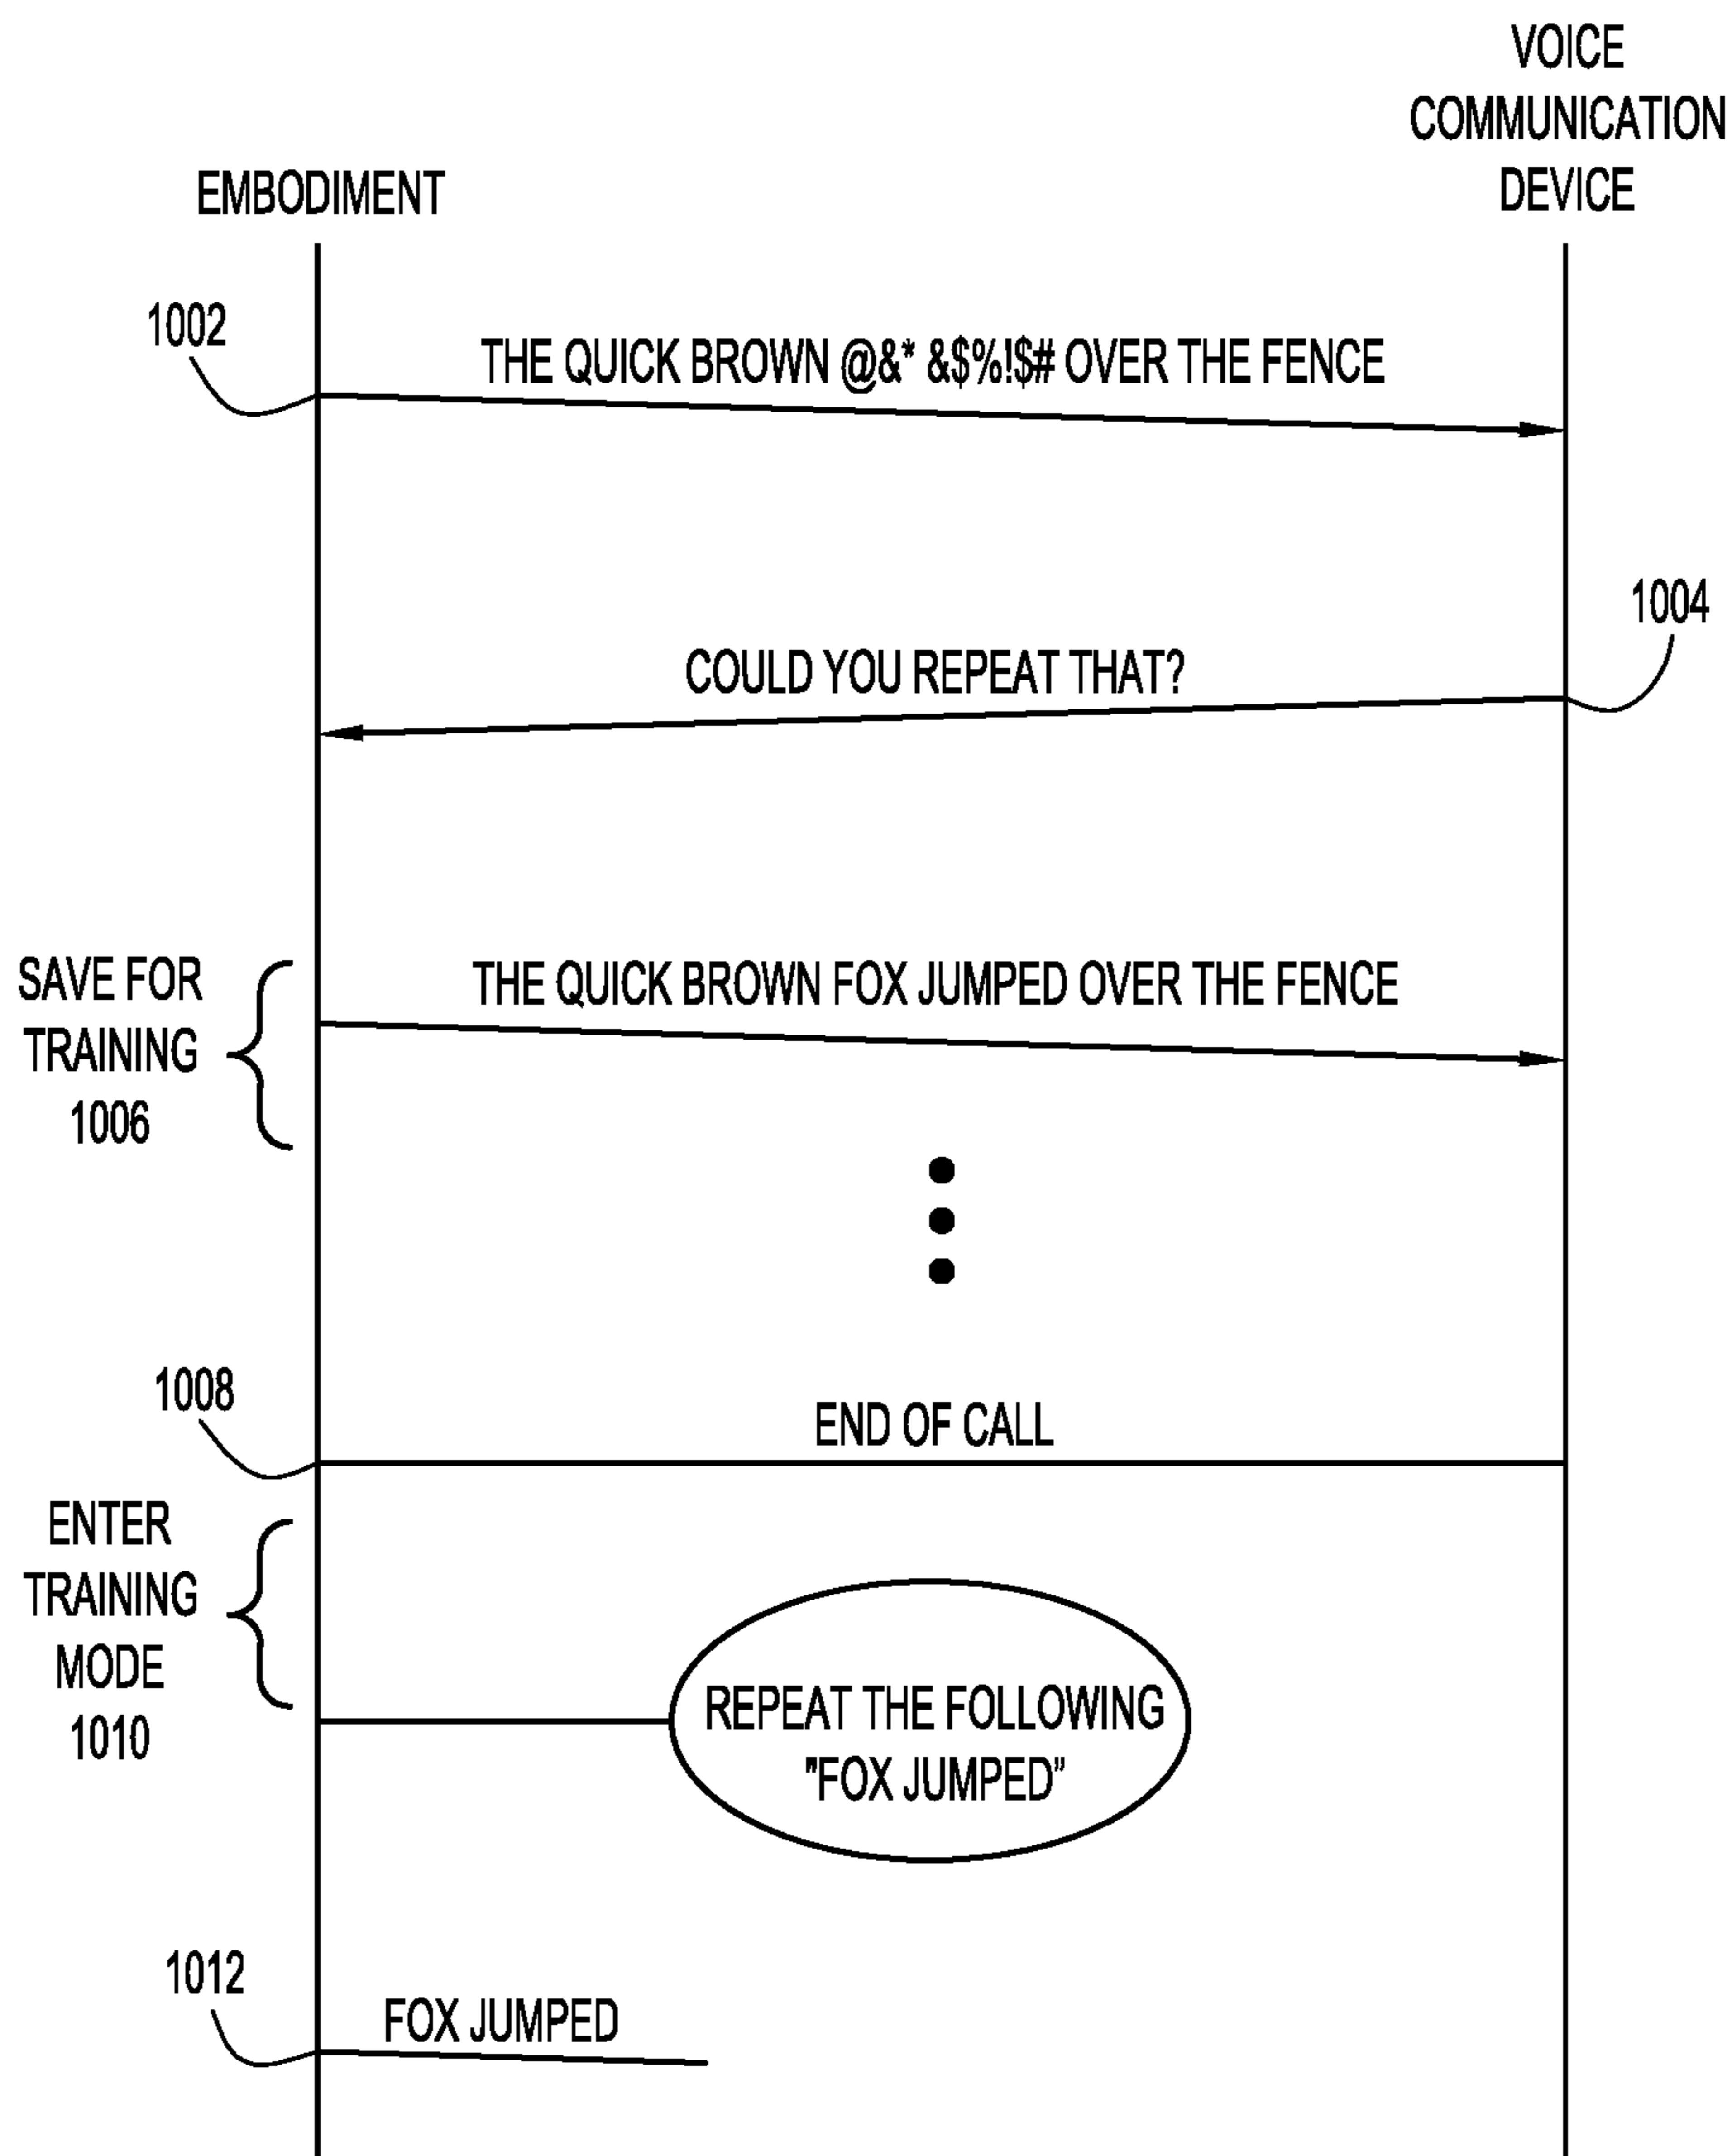 VOICE
COMMUNICATION
DEVICE
EMBODIMENT
1002
THE QUICK BROWN @&* &$%!$# OVER THE FENCE
1004
COULD YOU REPEAT THAT?
SAVE FOR
TRAINING
1006
THE QUICK BROWN FOX JUMPED OVER THE FENCE
1008
END OF CALL
ENTER
TRAINING
MODE
1010
REPEAT THE FOLLOWING
"FOX JUMPED”
1012
FOX JUMPED